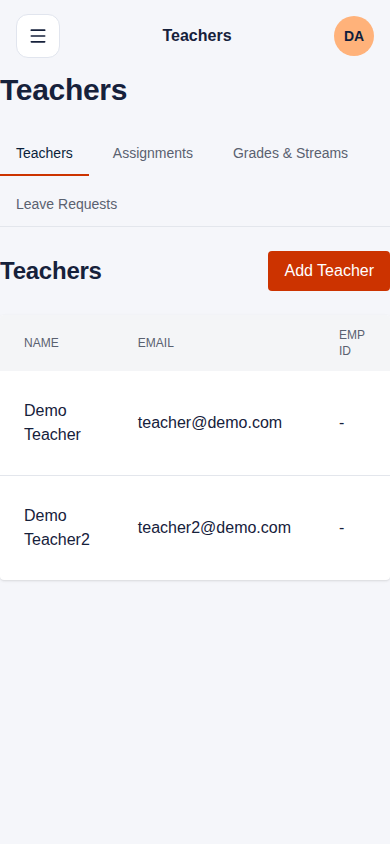 Teachers
DA
Teachers
Teachers Assignments Grades & Streams
Leave Requests
Teachers
Add Teacher
NAME EMAIL EMP ID
Demo Teacher teacher@demo.com -
Demo Teacher2 teacher2@demo.com -